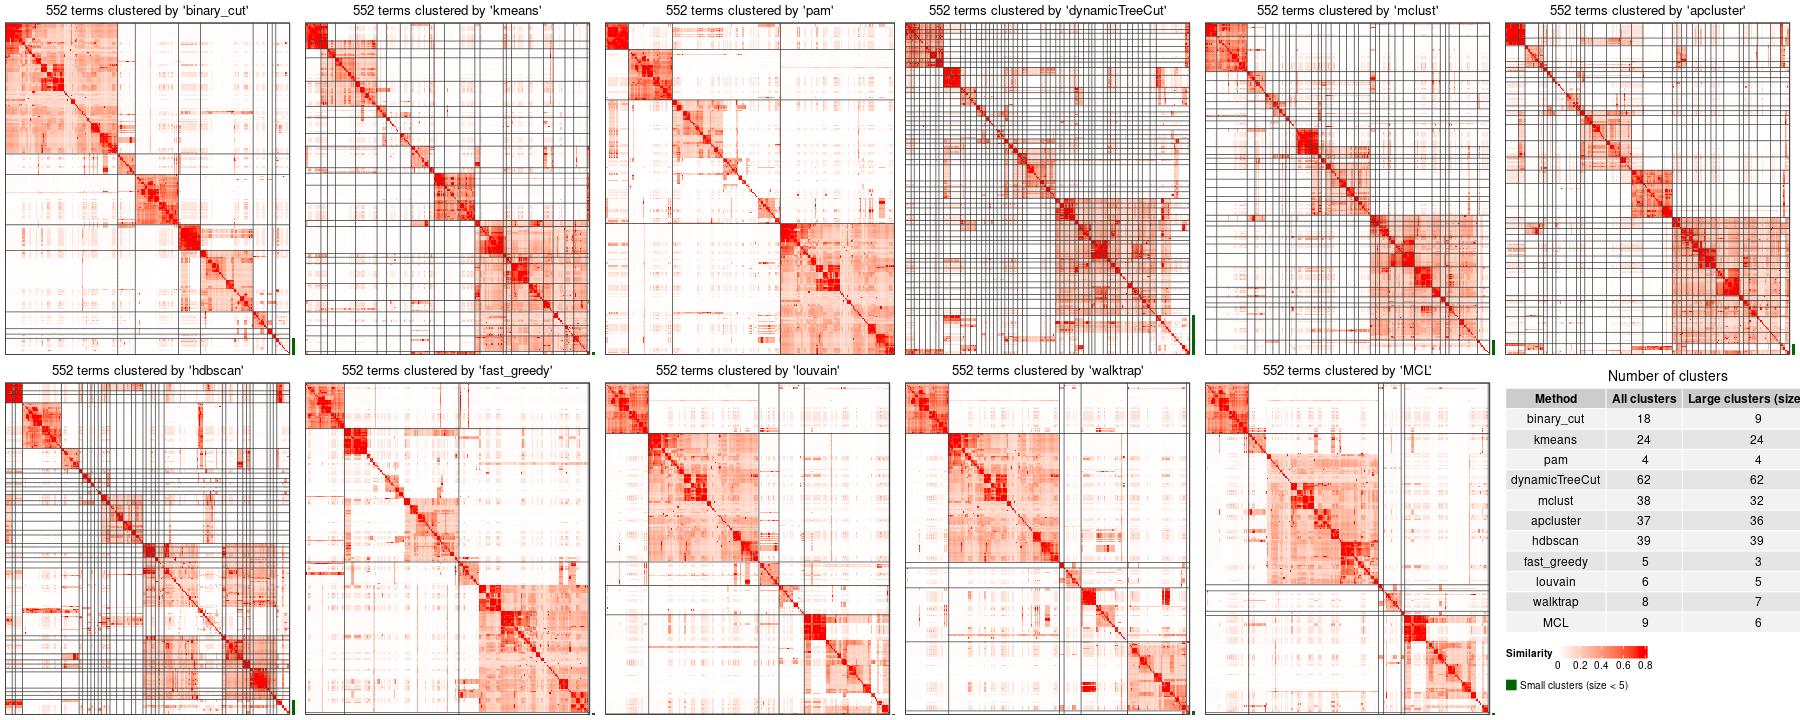 552 terms clustered by 'binary_cut'
552 terms clustered by 'kmeans'
552 terms clustered by 'pam'
552 terms clustered by 'dynamicTreeCut'
552 terms clustered by 'mclust'
552 terms clustered by 'apcluster'
552 terms clustered by 'hdbscan'
552 terms clustered by 'fast_greedy'
552 terms clustered by 'louvain'
552 terms clustered by 'walktrap'
552 terms clustered by 'MCL'
Number of clusters
Method All clusters Large clusters (size
binary_cut 18 9
kmeans 24 24
pam 4 4
dynamicTreeCut 62 62
mclust 38 32
apcluster 37 36
hdbscan 39 39
fast_greedy 5 3
louvain 6 5
walktrap 8 7
MCL 9 6
Similarity
0 0.2 0.4 0.6 0.8
Small clusters (size < 5)